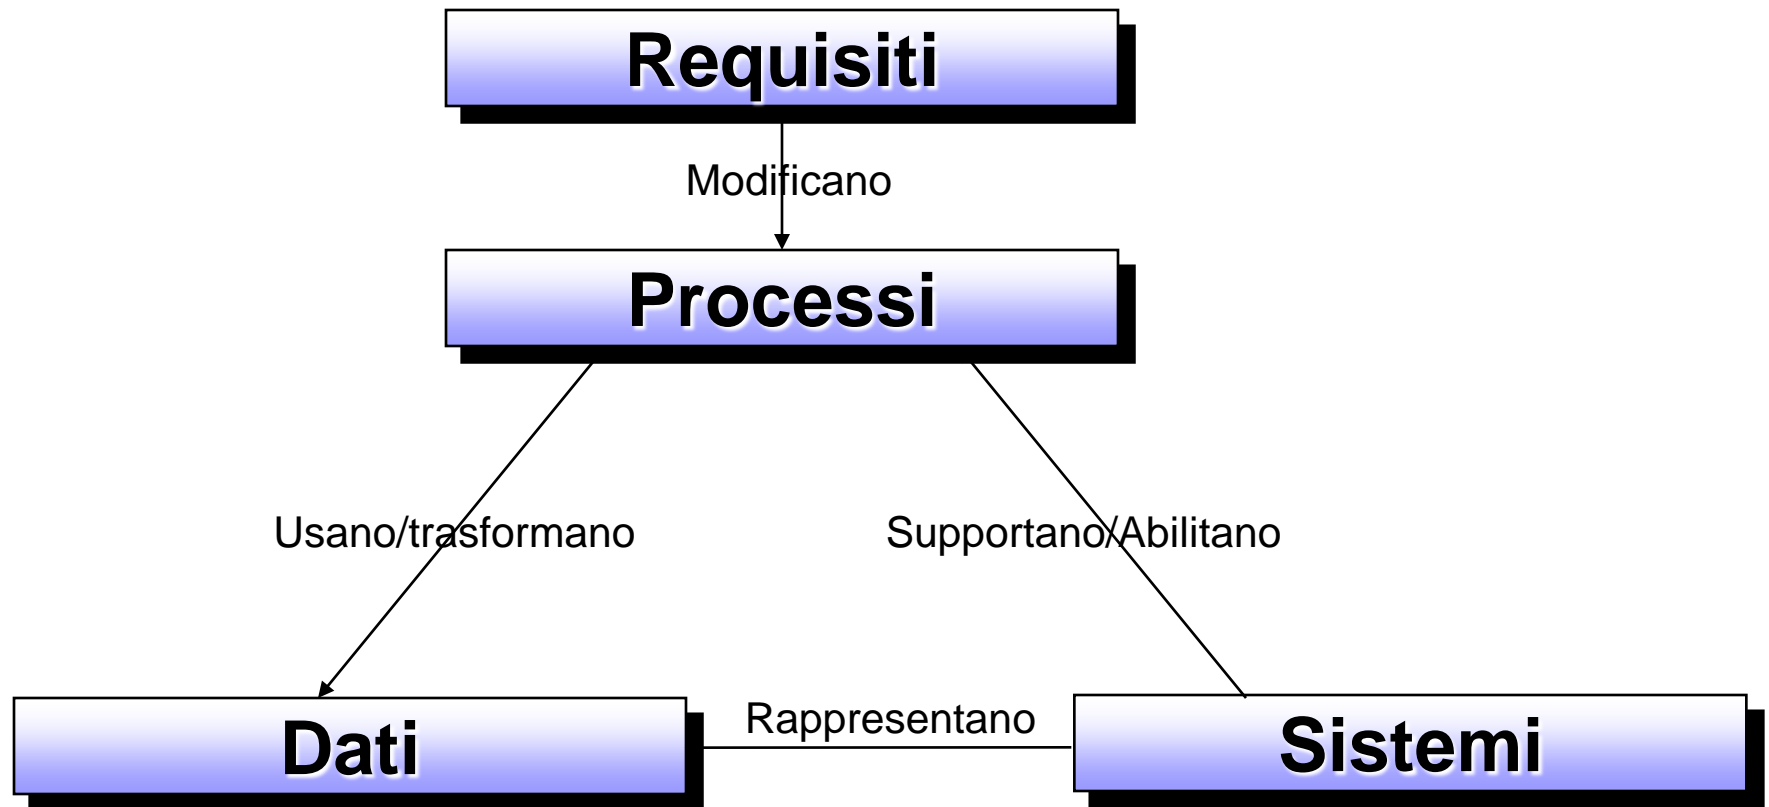 Requisiti
Modificano
Processi
Usano/trasformano
Supportano/Abilitano
Rappresentano
Dati
Sistemi